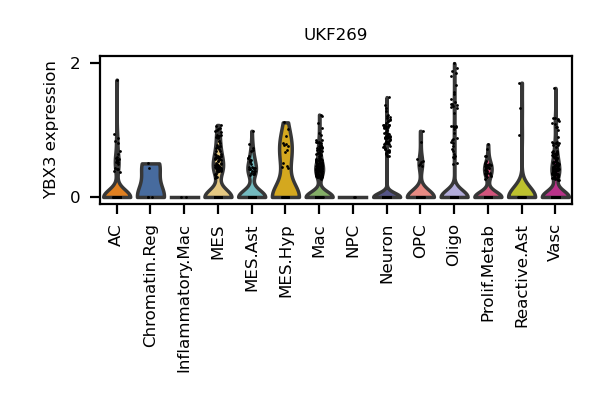 UKF269
YBX3 expression
2
0
AC
Chromatin.Reg
Inflammatory.Mac
MES
MES.Ast
MES.Hyp
Mac
NPC
Neuron
OPC
Oligo
Prolif.Metab
Reactive.Ast
Vasc